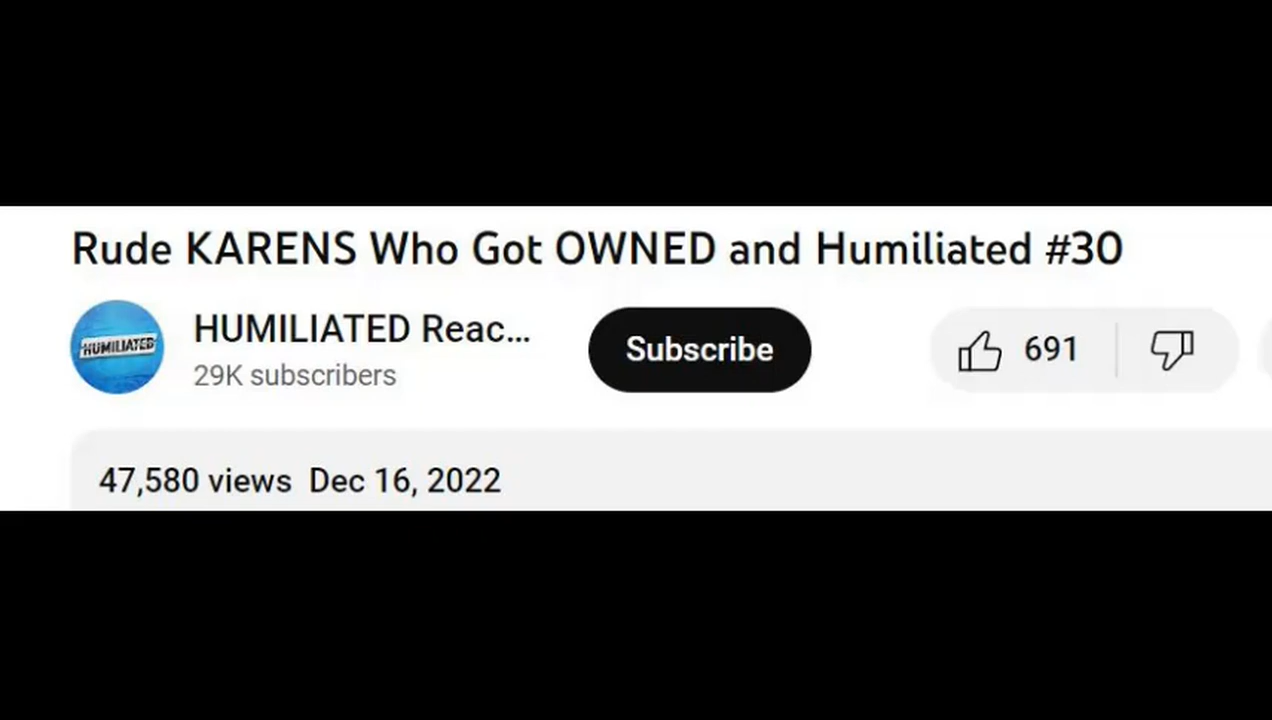 Rude KARENS Who Got OWNED and Humiliated #30
HUMILIATED
HUMILIATED Reac...
29K subscribers
Subscribe
691
47,580 views Dec 16, 2022